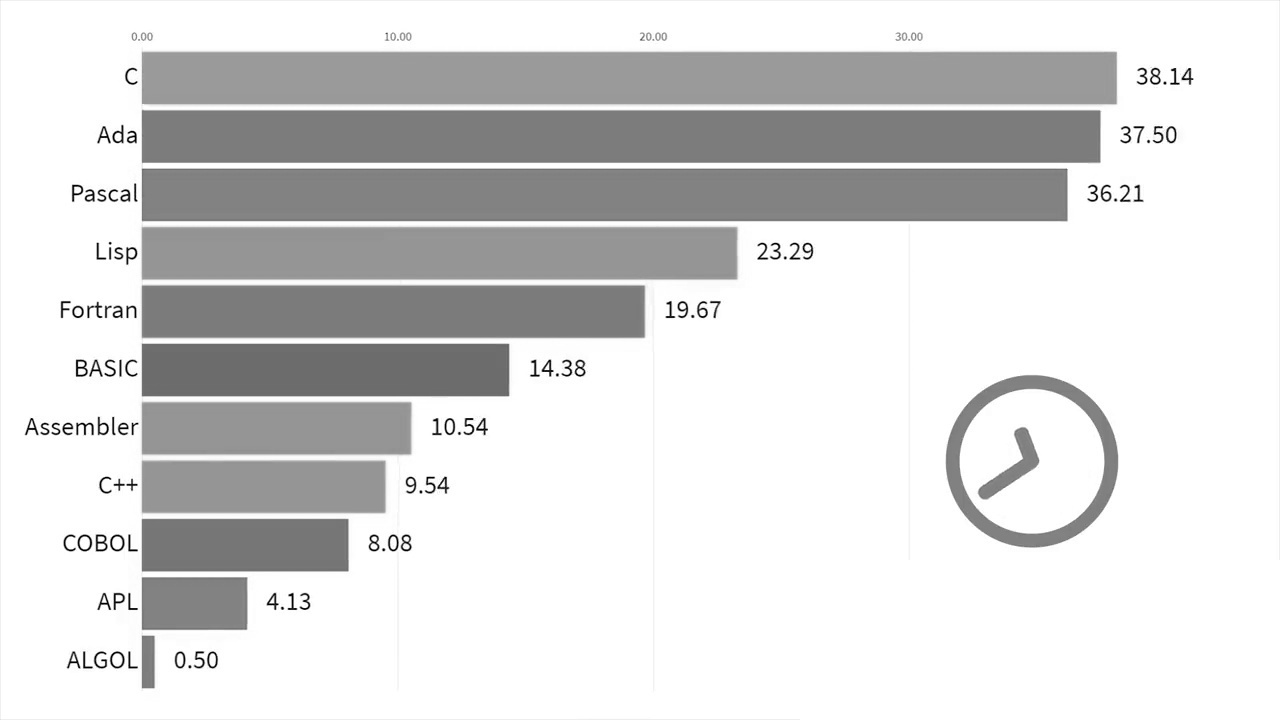 0.00 10.00 20.00 30.00
C 38.14
Ada 37.50
Pascal 36.21
Lisp 23.29
Fortran 19.67
BASIC 14.38
Assembler 10.54
C++ 9.54
COBOL 8.08
APL 4.13
ALGOL 0.50